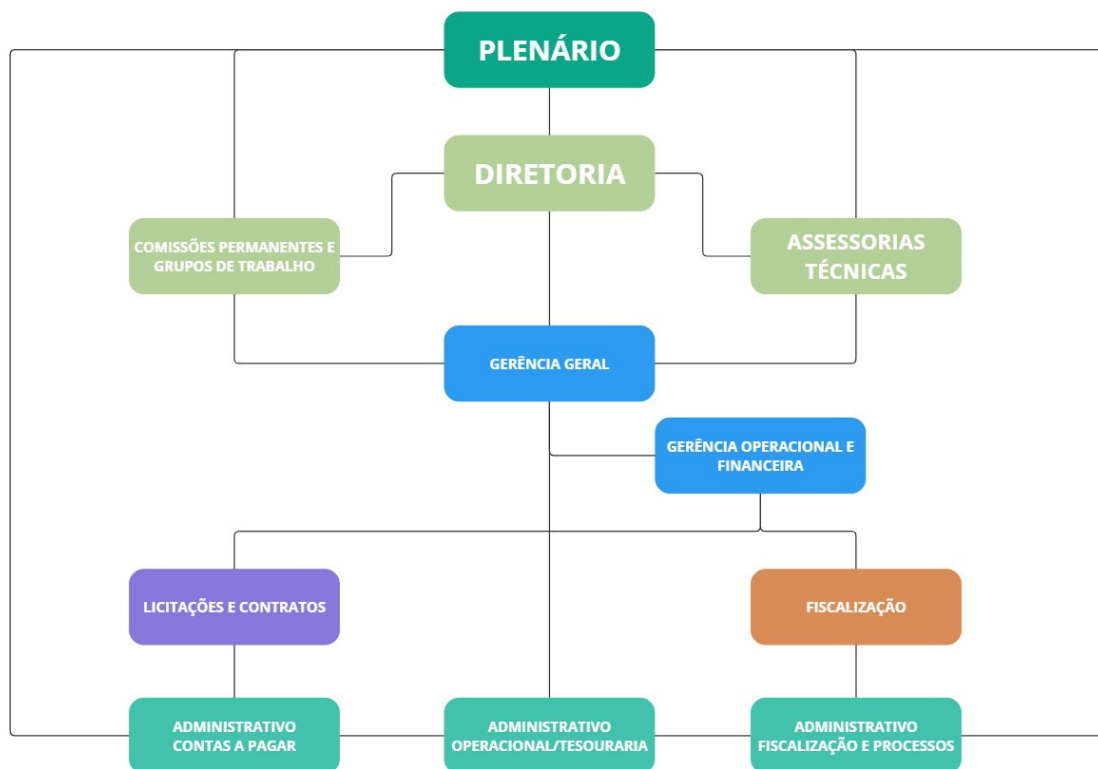 PLENÁRIO
DIRETORIA
COMISSÕES PERMANENTES E
GRUPOS DE TRABALHO
ASSESSORIAS
TÉCNICAS
GERÊNCIA GERAL
GERÊNCIA OPERACIONAL E
FINANCEIRA
LICITAÇÕES E CONTRATOS
FISCALIZAÇÃO
ADMINISTRATIVO
CONTAS A PAGAR
ADMINISTRATIVO
OPERACIONAL/TESOURARIA
ADMINISTRATIVO
FISCALIZAÇÃO E PROCESSOS